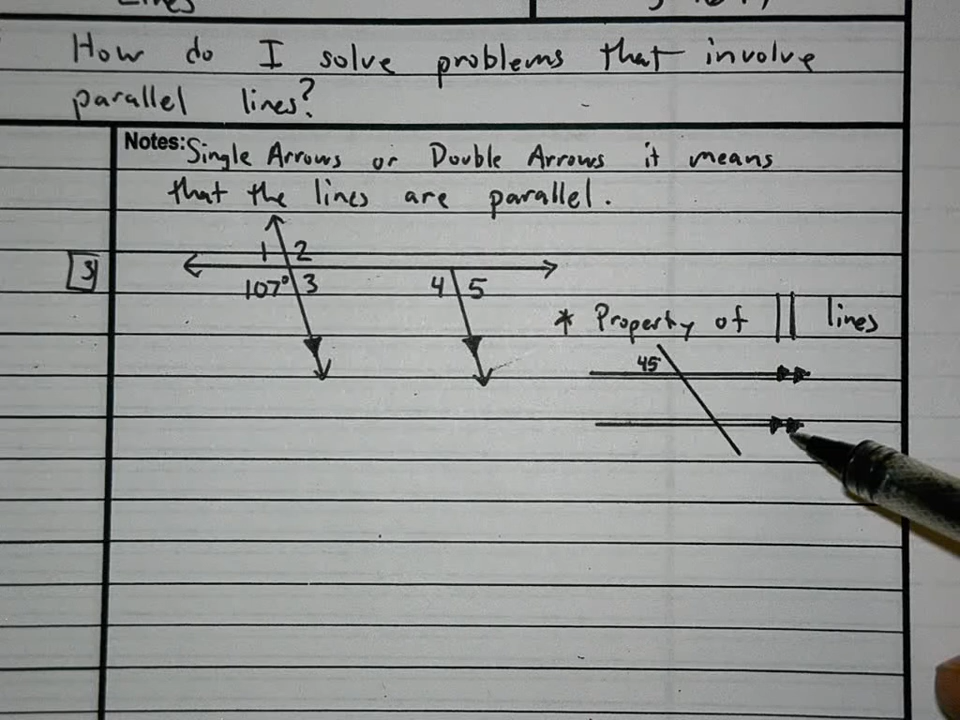 Lines
How do I solve problems that involve
parallel lines?
Notes: Single Arrows or Double Arrows it means
that the lines are parallel.
1 2
107° 3 4 5
* Property of || lines
45